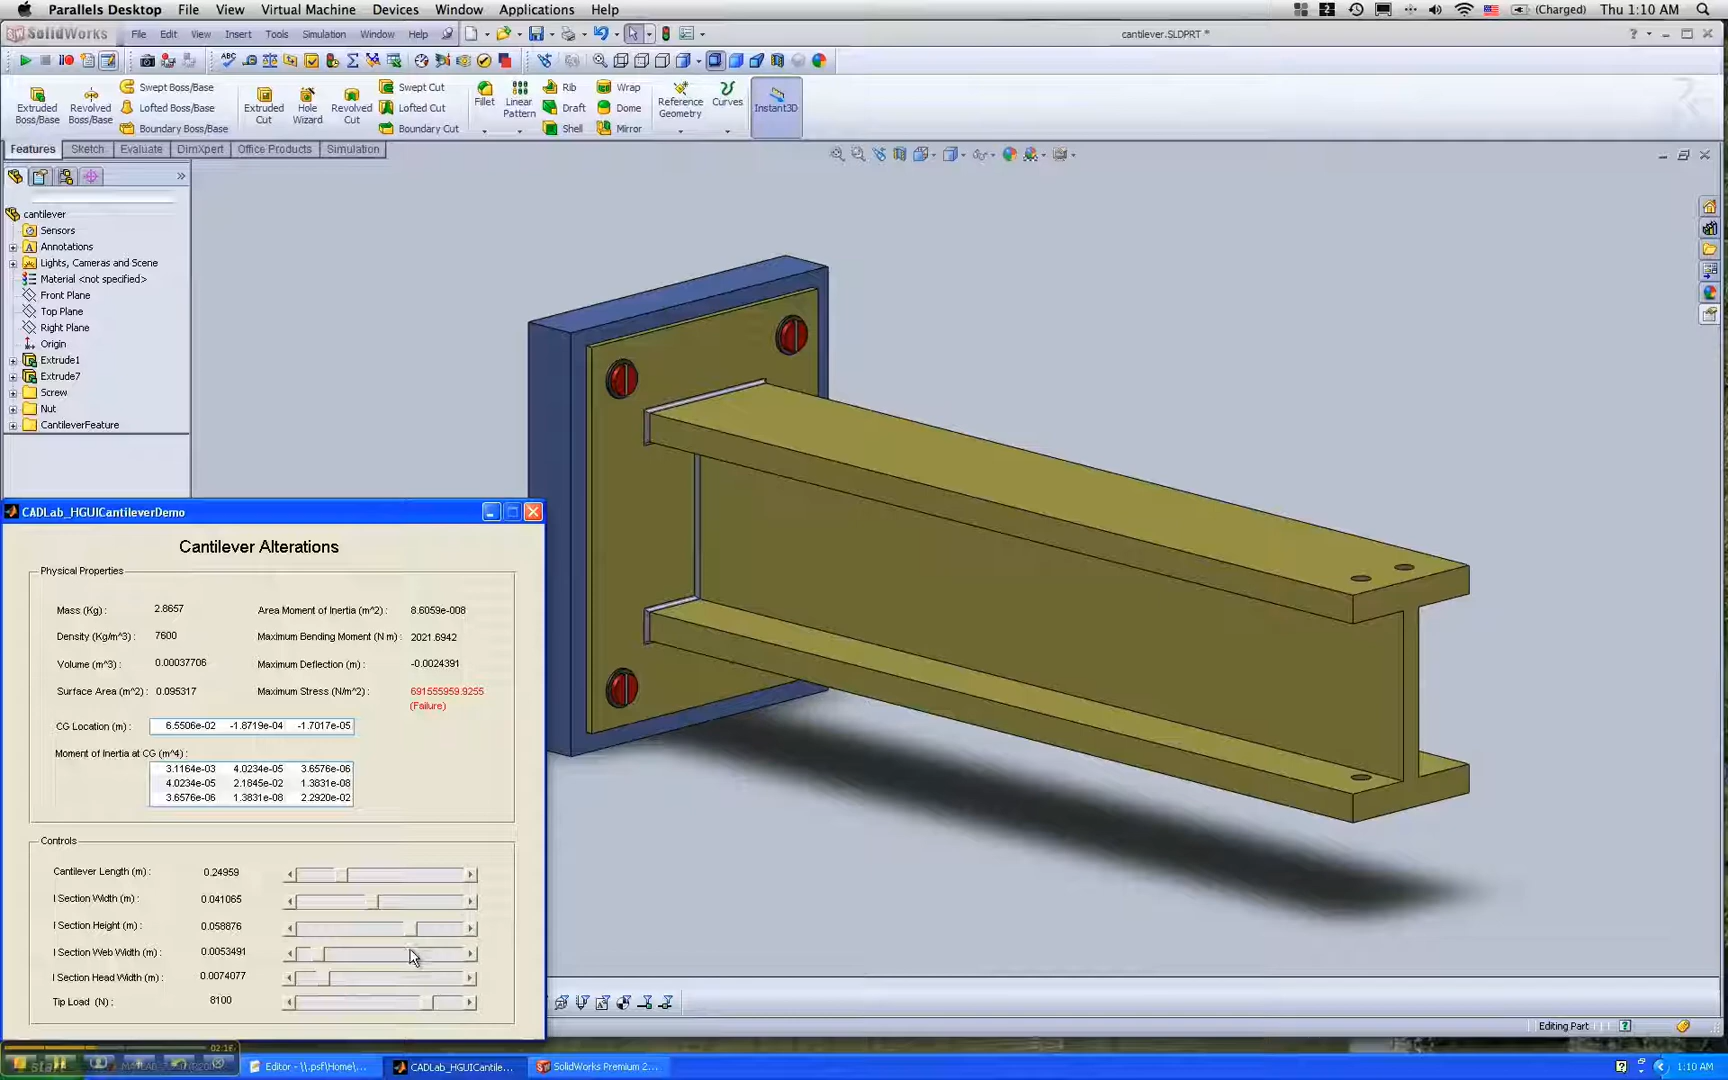 Parallels Desktop File View Virtual Machine Devices Window Applications Help
2 (Charged) Thu 1:10 AM
SolidWorks File Edit View Insert Tools Simulation Window Help
cantilever.SLDPRT *
Extruded Boss/Base
Revolved Boss/Base
Swept Boss/Base
Lofted Boss/Base
Boundary Boss/Base
Extruded Cut
Hole Wizard
Revolved Cut
Swept Cut
Lofted Cut
Boundary Cut
Fillet
Linear Pattern
Rib
Draft
Shell
Wrap
Dome
Mirror
Reference Geometry
Curves
Instant3D
Features Sketch Evaluate DimXpert Office Products Simulation
cantilever
Sensors
Annotations
Lights, Cameras and Scene
Material <not specified>
Front Plane
Top Plane
Right Plane
Origin
Extrude1
Extrude7
Screw
Nut
CantileverFeature
CADLab_HGUICantileverDemo
Cantilever Alterations
Physical Properties
Mass (Kg) : 2.8657 Area Moment of Inertia (m^2) : 8.6059e-008
Density (Kg/m^3) : 7600 Maximum Bending Moment (N m) : 2021.6942
Volume (m^3) : 0.00037706 Maximum Deflection (m) : -0.0024391
Surface Area (m^2) : 0.095317 Maximum Stress (N/m^2) : 691555959.9255
(Failure)
CG Location (m) : 6.5506e-02 -1.8719e-04 -1.7017e-05
Moment of Inertia at CG (m^4) :
3.1164e-03 4.0234e-05 3.6576e-06
4.0234e-05 2.1845e-02 1.3831e-08
3.6576e-06 1.3831e-08 2.2920e-02
Controls
Cantilever Length (m) : 0.24959
I Section Width (m) : 0.041065
I Section Height (m) : 0.058876
I Section Web Width (m) : 0.0053491
I Section Head Width (m) : 0.0074077
Tip Load (N) : 8100
Editing Part
start Editor - \\.psf\Home\... CADLab_HGUICantile... SolidWorks Premium 2... 1:10 AM